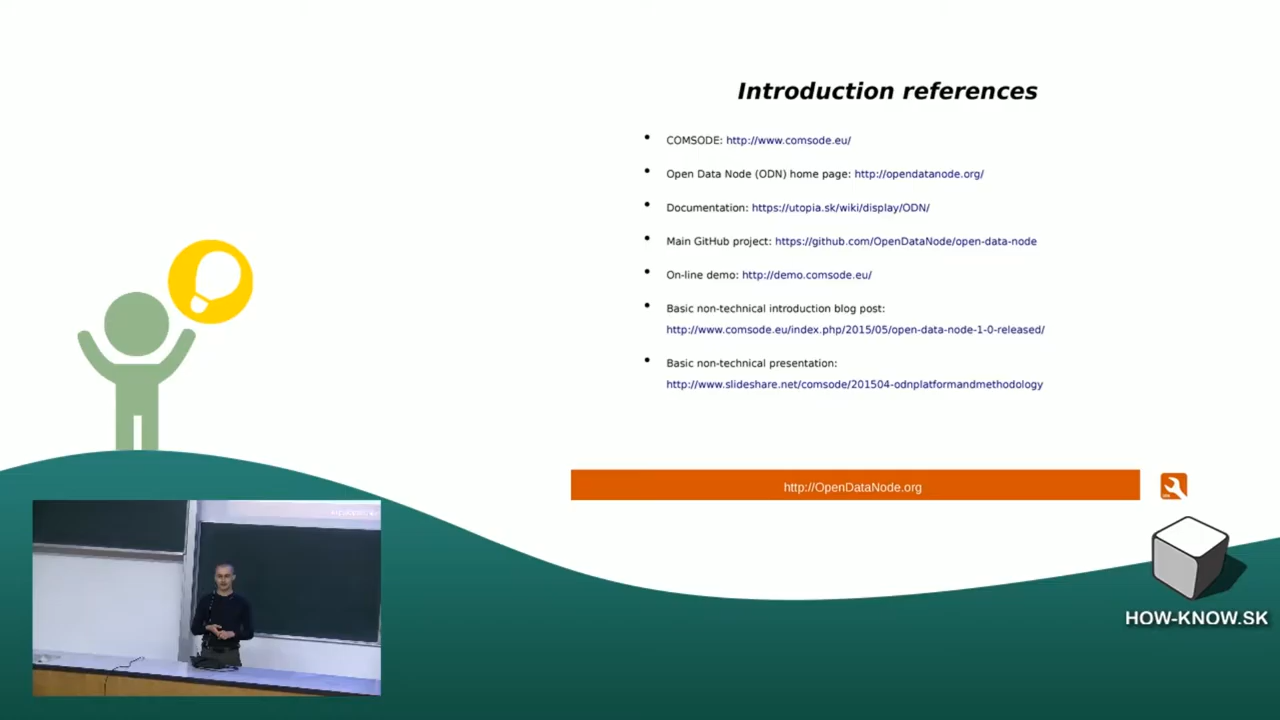 Introduction references
COMSODE: http://www.comsode.eu/
Open Data Node (ODN) home page: http://opendatanode.org/
Documentation: https://utopia.sk/wiki/display/ODN/
Main GitHub project: https://github.com/OpenDataNode/open-data-node
On-line demo: http://demo.comsode.eu/
Basic non-technical introduction blog post:
http://www.comsode.eu/index.php/2015/05/open-data-node-1-0-released/
Basic non-technical presentation:
http://www.slideshare.net/comsode/201504-odnplatformandmethodology
http://OpenDataNode.org
HOW-KNOW.SK